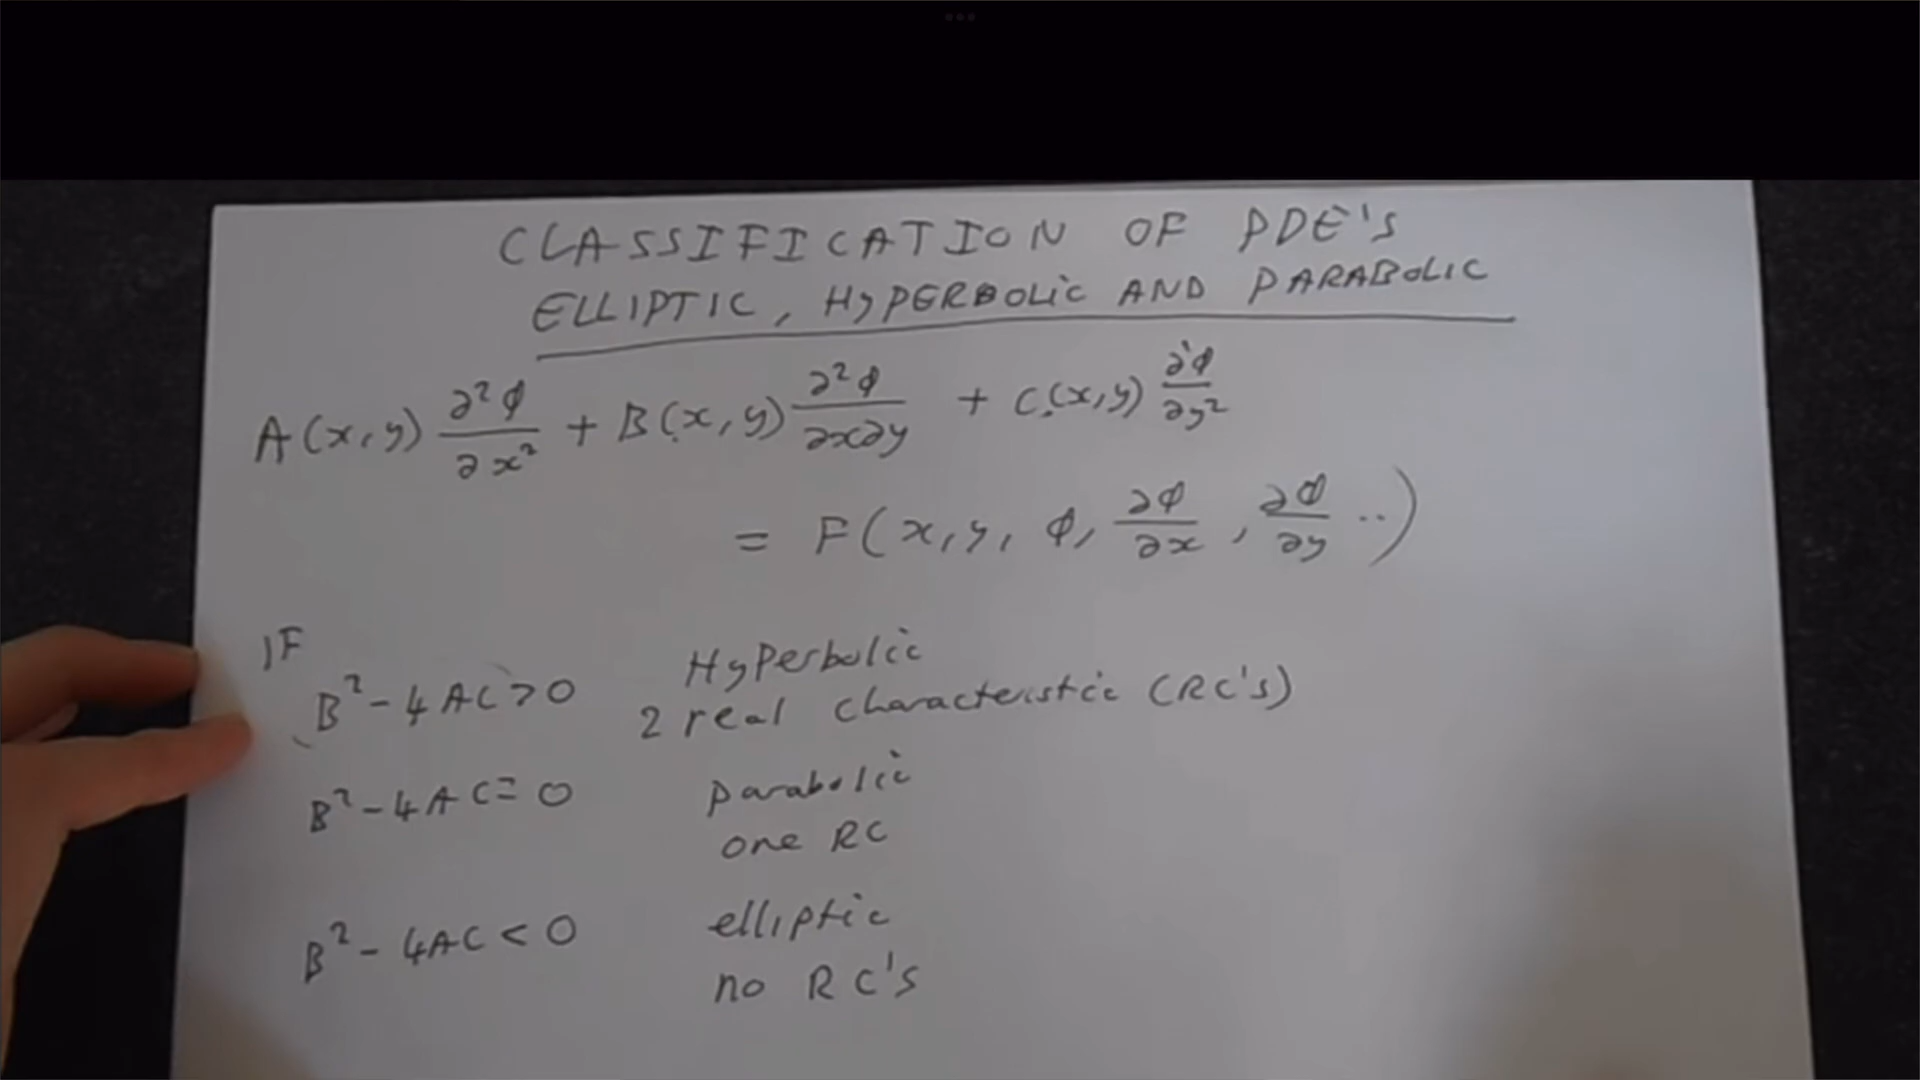 CLASSIFICATION OF PDE'S
ELLIPTIC, HYPERBOLIC AND PARABOLIC
A(x,y) ∂²ϕ/∂x² + B(x,y) ∂²ϕ/∂x∂y + C(x,y) ∂²ϕ/∂y²
= F(x,y, ϕ, ∂ϕ/∂x, ∂ϕ/∂y ..)
IF
B²-4AC>0 Hyperbolic
2 real characteristic (RC's)
B²-4AC=0 parabolic
one RC
B²-4AC<0 elliptic
no RC's